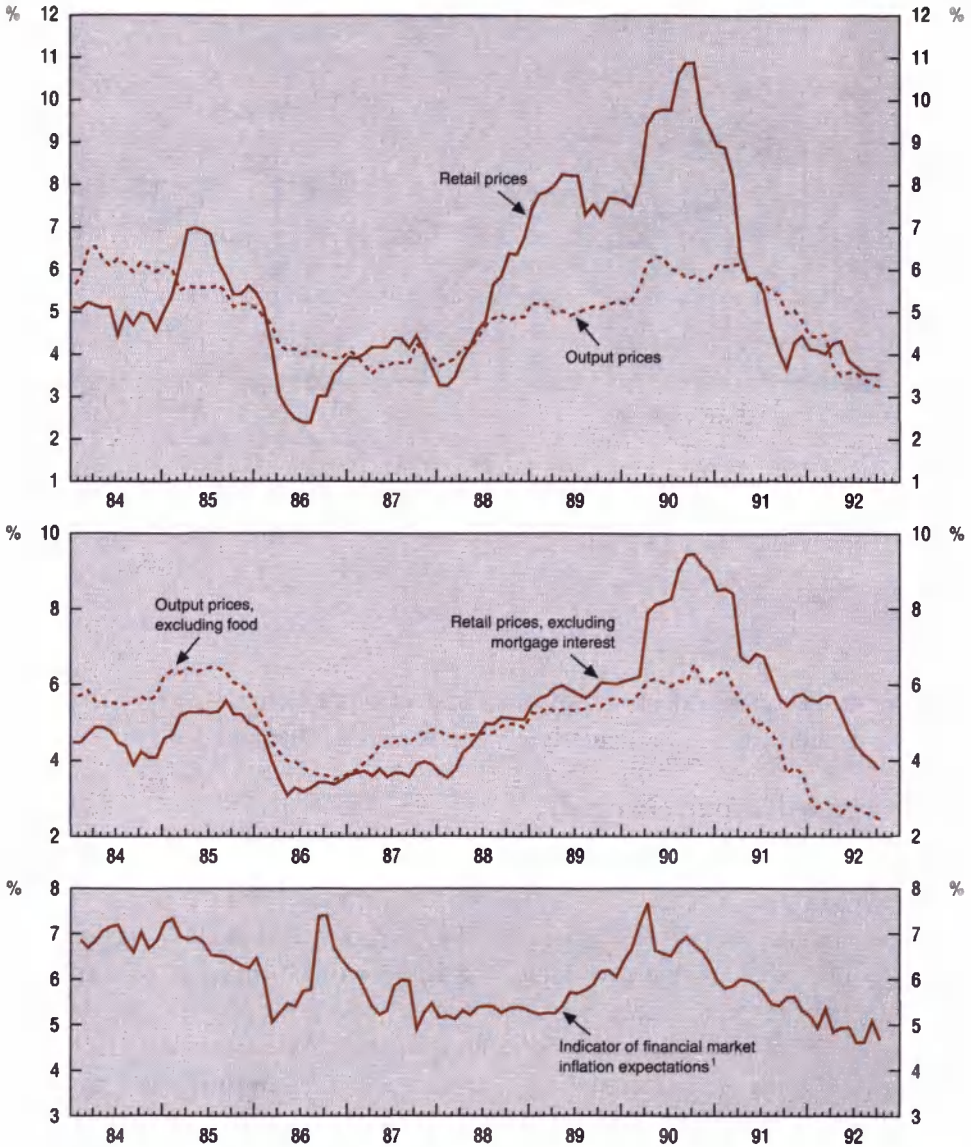 % 12 12 %
11 11
10 10
9 9
8 Retail prices 8
7 7
6 6
5 5
4 Output prices 4
3 3
2 2
1 1
84 85 86 87 88 89 90 91 92
% 10 10 %
Output prices,
excluding food
8 Retail prices, excluding 8
mortgage interest
6 6
4 4
2 2
84 85 86 87 88 89 90 91 92
% 8 8 %
7 7
6 6
5 5
Indicator of financial market
inflation expectations¹
4 4
3 3
84 85 86 87 88 89 90 91 92